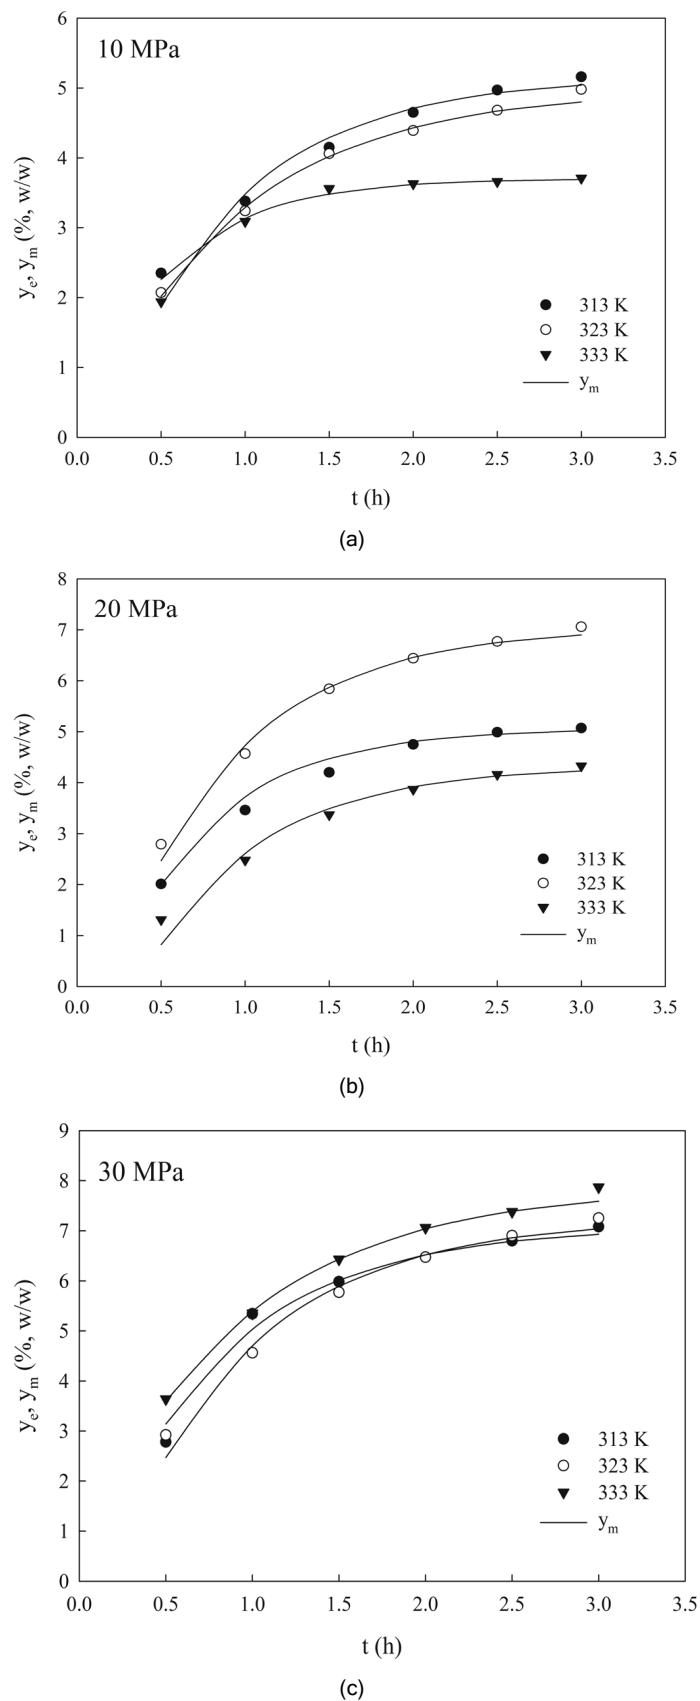 6
10 MPa
5
4
3
2
1
0
yₑ, yₘ (%, w/w)
313 K
323 K
333 K
yₘ
0.0 0.5 1.0 1.5 2.0 2.5 3.0 3.5
t (h)
(a)
8
20 MPa
7
6
5
4
3
2
1
0
yₑ, yₘ (%, w/w)
313 K
323 K
333 K
yₘ
0.0 0.5 1.0 1.5 2.0 2.5 3.0 3.5
t (h)
(b)
9
30 MPa
8
7
6
5
4
3
2
1
0
yₑ, yₘ (%, w/w)
313 K
323 K
333 K
yₘ
0.0 0.5 1.0 1.5 2.0 2.5 3.0 3.5
t (h)
(c)